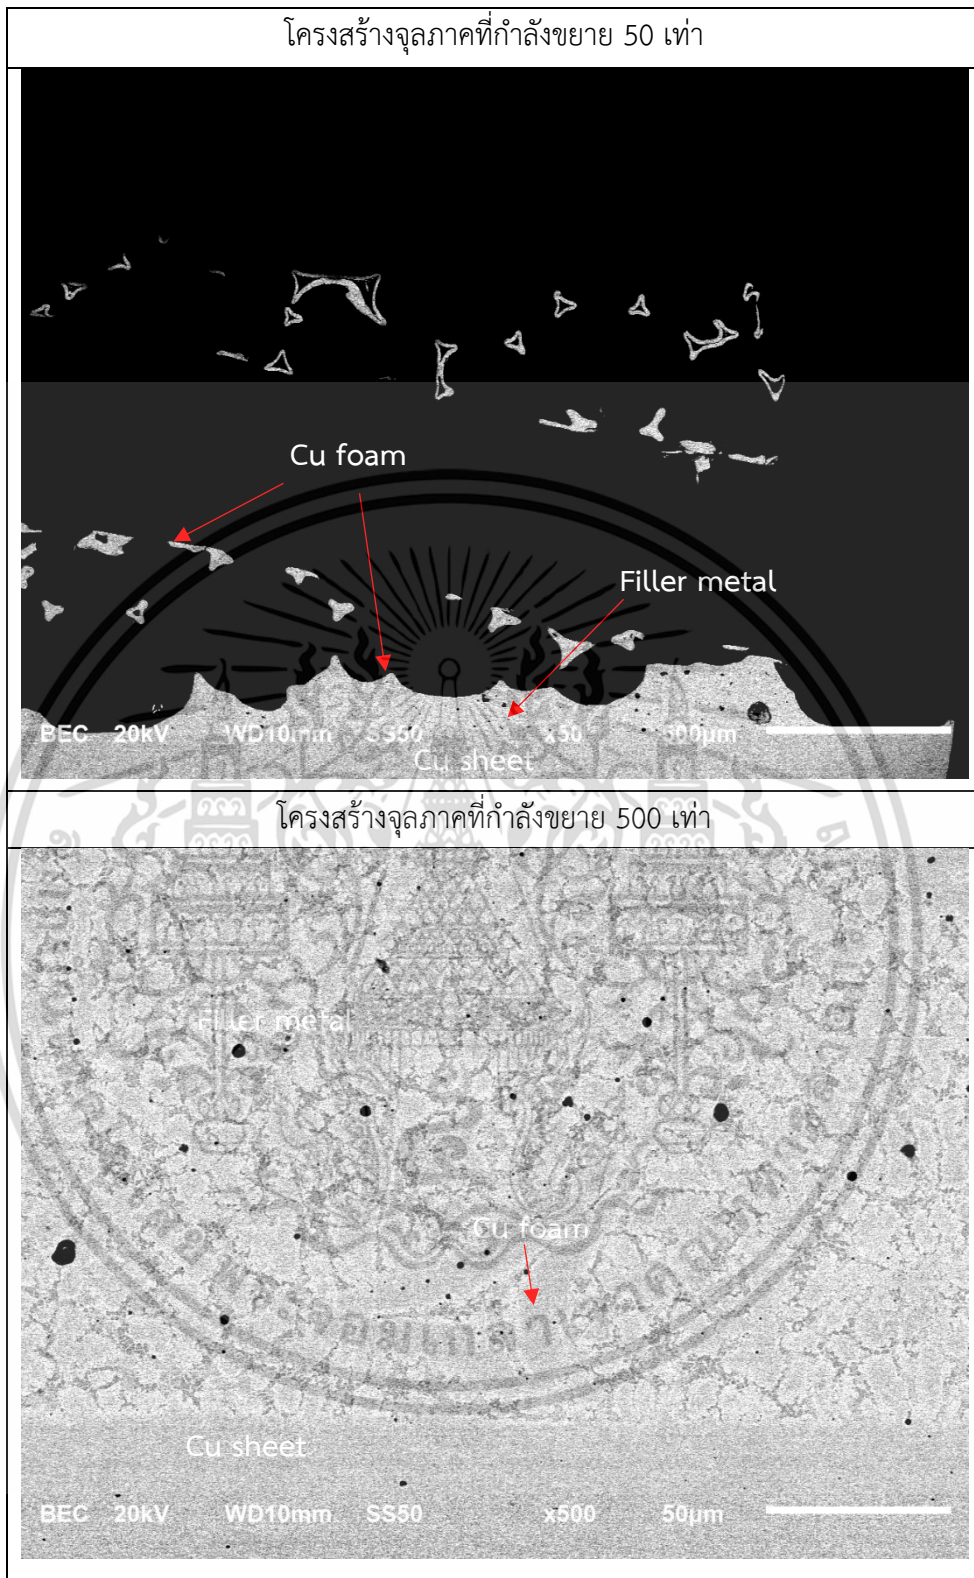 โครงสร้างจุลภาคที่กำลังขยาย 50 เท่า
Cu foam
Filler metal
BEC 20kV WD10mm SS50 x50 300µm
Cu sheet
โครงสร้างจุลภาคที่กำลังขยาย 500 เท่า
Filler metal
Cu foam
Cu sheet
BEC 20kV WD10mm SS50 x500 50µm